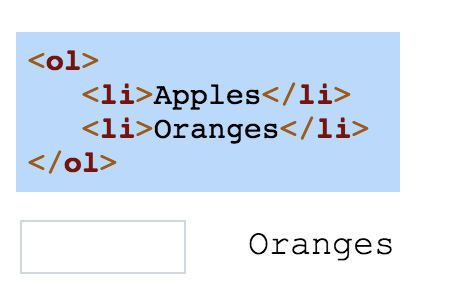 <ol>
<li>Apples</li>
<li>Oranges</li>
</ol>
Oranges